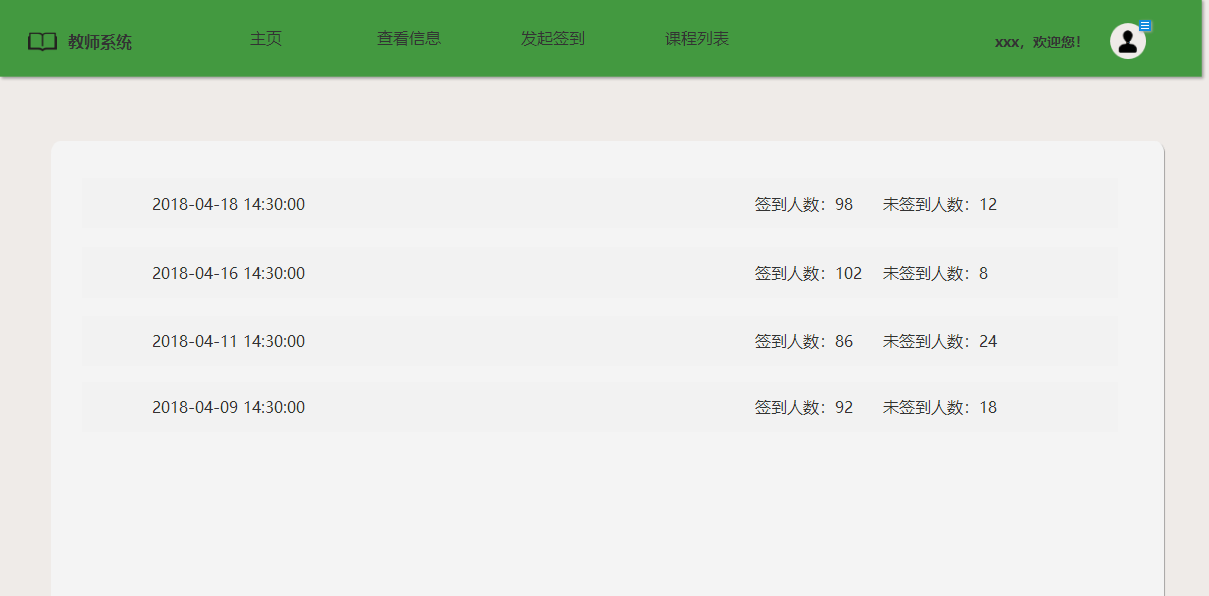 教师系统 主页 查看信息 发起签到 课程列表 xxx，欢迎您！
2018-04-18 14:30:00 签到人数：98 未签到人数：12
2018-04-16 14:30:00 签到人数：102 未签到人数：8
2018-04-11 14:30:00 签到人数：86 未签到人数：24
2018-04-09 14:30:00 签到人数：92 未签到人数：18